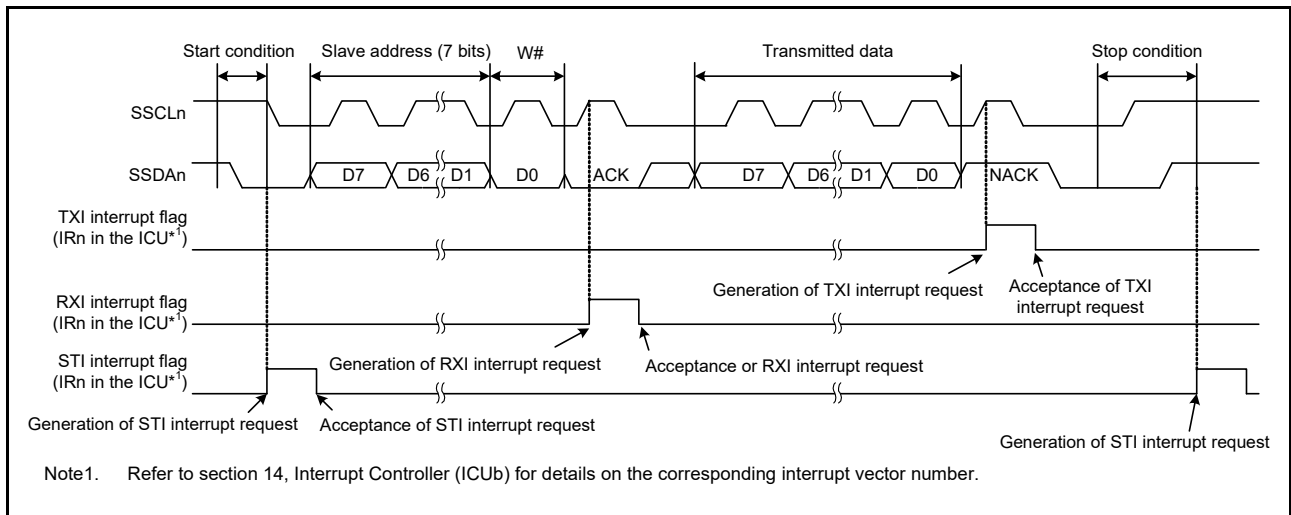 Start condition Slave address (7 bits) W# Transmitted data Stop condition
SSCLn
SSDAn D7 D6 D1 D0 ACK D7 D6 D1 D0 NACK
TXI interrupt flag
(IRn in the ICU*1)
Generation of TXI interrupt request
Acceptance of TXI
interrupt request
RXI interrupt flag
(IRn in the ICU*1)
Generation of RXI interrupt request
Acceptance or RXI interrupt request
STI interrupt flag
(IRn in the ICU*1)
Generation of STI interrupt request
Acceptance of STI interrupt request
Generation of STI interrupt request
Note1. Refer to section 14, Interrupt Controller (ICUb) for details on the corresponding interrupt vector number.